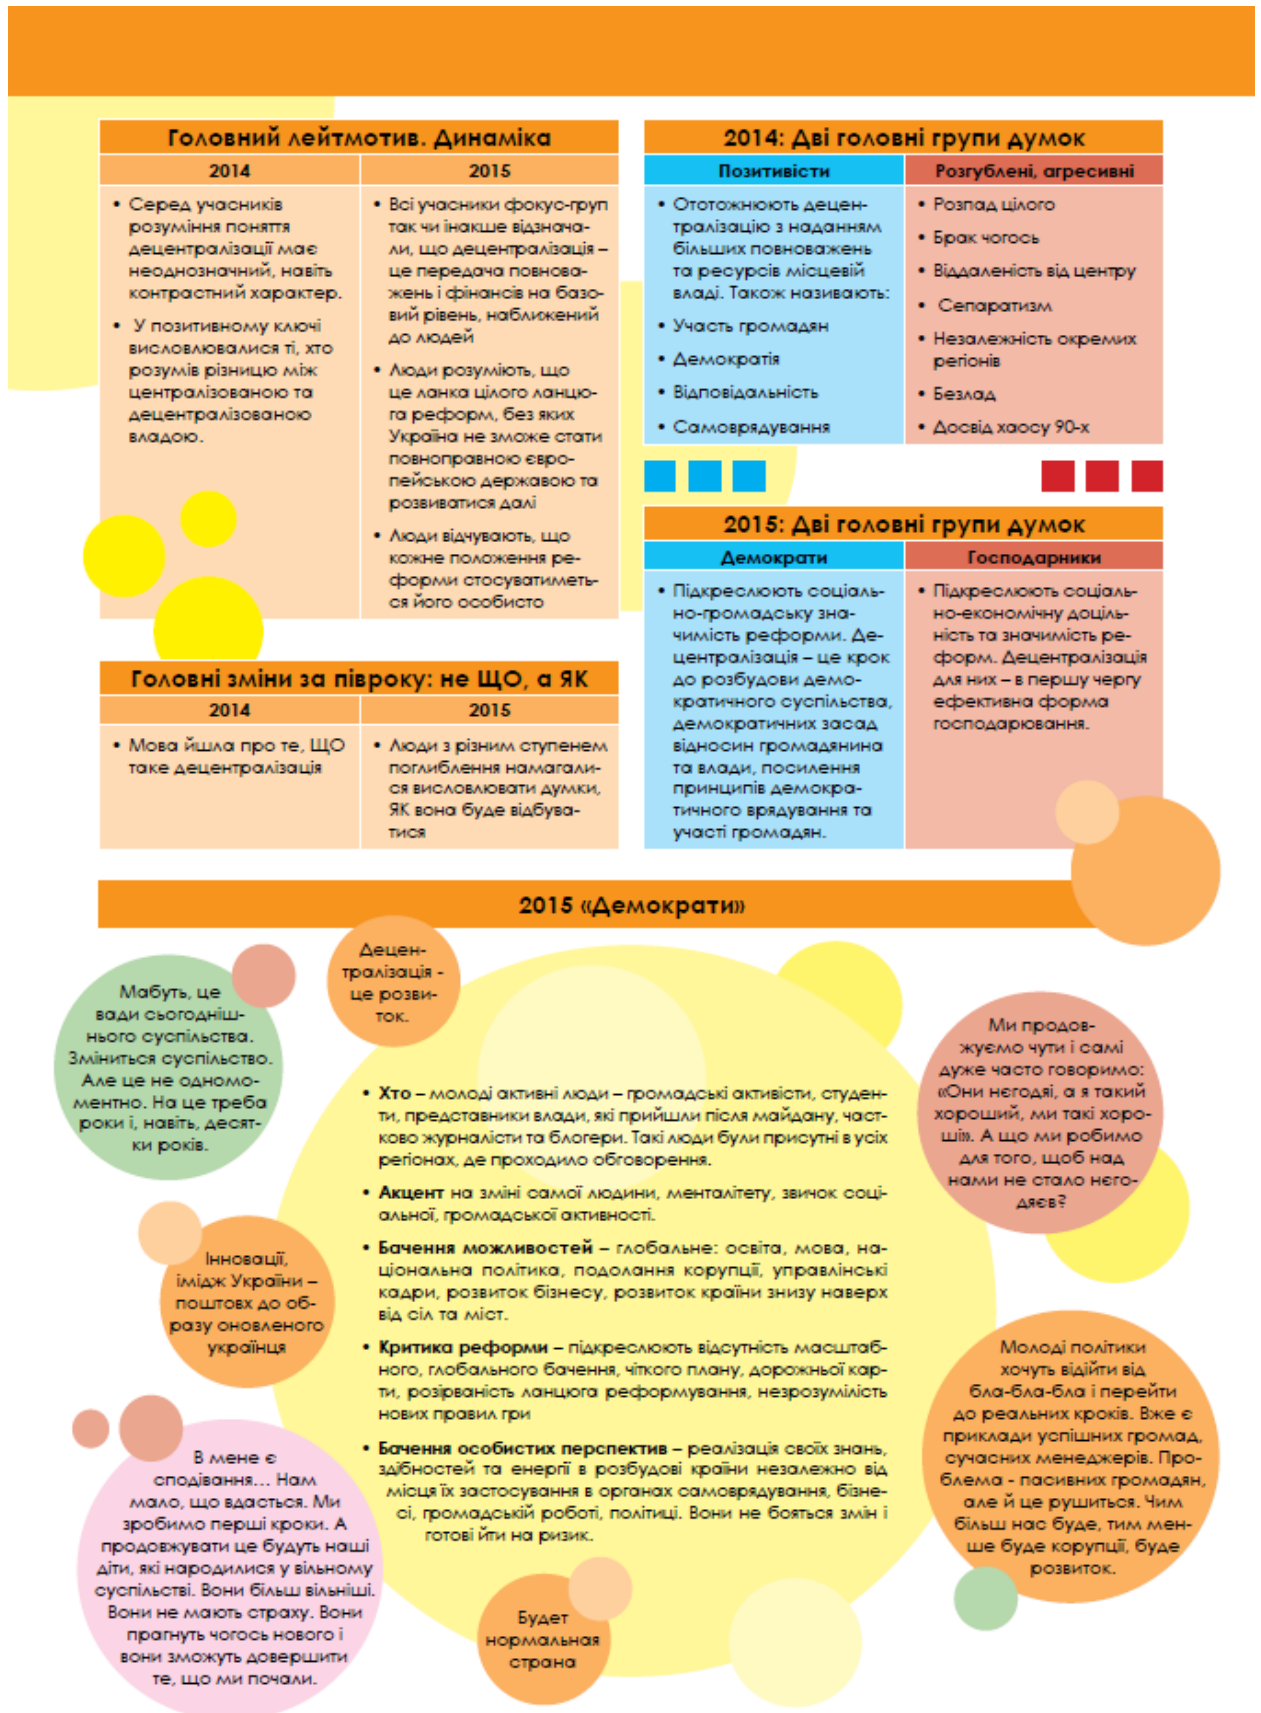 Головний лейтмотив. Динаміка
2014
2015
• Серед учасників
розуміння поняття
децентралізації має
неоднозначний, навіть
контрастний характер.
• У позитивному ключі
висловлювалися ті, хто
розумів різницю між
централізованою та
децентралізованою
владою.
• Всі учасники фокус-груп
так чи інакше відзнача-
ли, що децентралізація –
це передача повнова-
жень і фінансів на базо-
вий рівень, наближений
до людей
• Люди розуміють, що
це ланка цілого ланцю-
га реформ, без яких
Україна не зможе стати
повноправною євро-
пейською державою та
розвиватися далі
• Люди відчувають, що
кожне положення ре-
форми стосуватиметь-
ся його особисто
Головні зміни за півроку: не ЩО, а ЯК
2014
2015
• Мова йшла про те, ЩО
таке децентралізація
• Люди з різним ступенем
поглиблення намагали-
ся висловлювати думки,
ЯК вона буде відбува-
тися
2014: Дві головні групи думок
Позитивісти
Розгублені, агресивні
• Ототожнюють децен-
тралізацію з наданням
більших повноважень
та ресурсів місцевій
владі. Також називають:
• Участь громадян
• Демократія
• Відповідальність
• Самоврядування
• Розпад цілого
• Брак чогось
• Віддаленість від центру
• Сепаратизм
• Незалежність окремих
регіонів
• Безлад
• Досвід хаосу 90-х
2015: Дві головні групи думок
Демократи
Господарники
• Підкреслюють соціаль-
но-громадську зна-
чимість реформи. Де-
централізація – це крок
до розбудови демо-
кратичного суспільства,
демократичних засад
відносин громадянина
та влади, посилення
принципів демокра-
тичного врядування та
участі громадян.
• Підкреслюють соціаль-
но-економічну доціль-
ність та значимість ре-
форм. Децентралізація
для них – в першу чергу
ефективна форма
господарювання.
2015 «Демократи»
Децен-
тралізація -
це розви-
ток.
Мабуть, це
вади сьогодніш-
нього суспільства.
Зміниться суспільство.
Але це не одномо-
ментно. На це треба
роки і, навіть, десят-
ки років.
Інновації,
імідж України –
поштовх до об-
разу оновленого
українця
В мене є
сподівання... Нам
мало, що вдасться. Ми
зробимо перші кроки. А
продовжувати це будуть наші
діти, які народилися у вільному
суспільстві. Вони більш вільніші.
Вони не мають страху. Вони
прагнуть чогось нового і
вони зможуть довершити
те, що ми почали.
• Хто – молоді активні люди – громадські активісти, студен-
ти, представники влади, які прийшли після майдану, част-
ково журналісти та блогери. Такі люди були присутні в усіх
регіонах, де проходило обговорення.
• Акцент на зміні самої людини, менталітету, звичок соці-
альної, громадської активності.
• Бачення можливостей – глобальне: освіта, мова, на-
ціональна політика, подолання корупції, управлінські
кадри, розвиток бізнесу, розвиток країни знизу наверх
від сіл та міст.
• Критика реформи – підкреслюють відсутність масштаб-
ного, глобального бачення, чіткого плану, дорожньої кар-
ти, розірваність ланцюга реформування, незрозумілість
нових правил гри
• Бачення особистих перспектив – реалізація своїх знань,
здібностей та енергії в розбудові країни незалежно від
місця їх застосування в органах самоврядування, бізне-
сі, громадській роботі, політиці. Вони не бояться змін і
готові йти на ризик.
Будет
нормальная
страна
Ми продов-
жуємо чути і самі
дуже часто говоримо:
«Они нєгодяі, а я такий
хороший, ми такі хоро-
ші». А що ми робимо
для того, щоб над
нами не стало нєго-
дяєв?
Молоді політики
хочуть відійти від
бла-бла-бла і перейти
до реальних кроків. Вже є
приклади успішних громад,
сучасних менеджерів. Про-
блема - пасивних громадян,
але й це рушиться. Чим
більш нас буде, тим мен-
ше буде корупції, буде
розвиток.